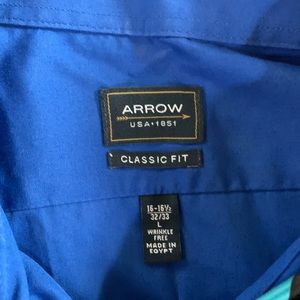 ARROW
USA•1851
CLASSIC FIT
16-16½
32/33
L
WRINKLE
FREE
MADE IN
EGYPT